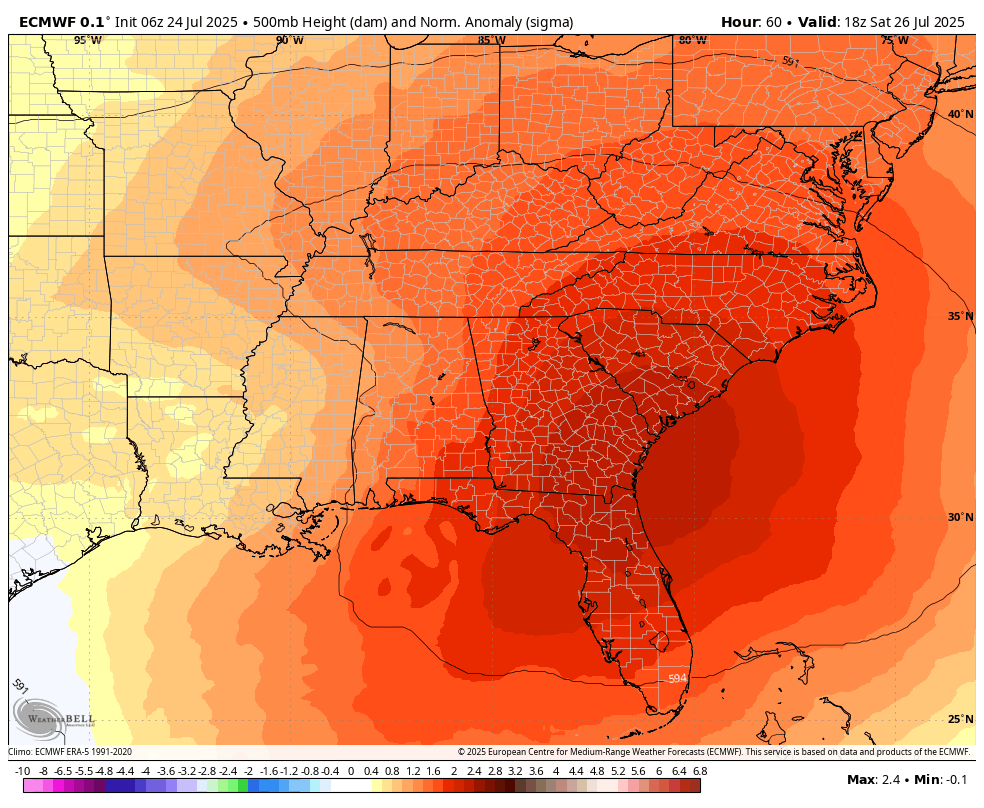 ECMWF 0.1° Init 06z 24 Jul 2025 • 500mb Height (dam) and Norm. Anomaly (sigma)
Hour: 60 • Valid: 18z Sat 26 Jul 2025
95°W 90°W 85°W 80°W 75°W
591
40°N
35°N
30°N
594
591
25°N
WEATHERBELL
Climo: ECMWF ERA-5 1991-2020
© 2025 European Centre for Medium-Range Weather Forecasts (ECMWF). This service is based on data and products of the ECMWF.
-10 -8 -6.5 -5.5 -4.8 -4.4 -4 -3.6 -3.2 -2.8 -2.4 -2 -1.6 -1.2 -0.8 -0.4 0 0.4 0.8 1.2 1.6 2 2.4 2.8 3.2 3.6 4 4.4 4.8 5.2 5.6 6 6.4 6.8
Max: 2.4 • Min: -0.1